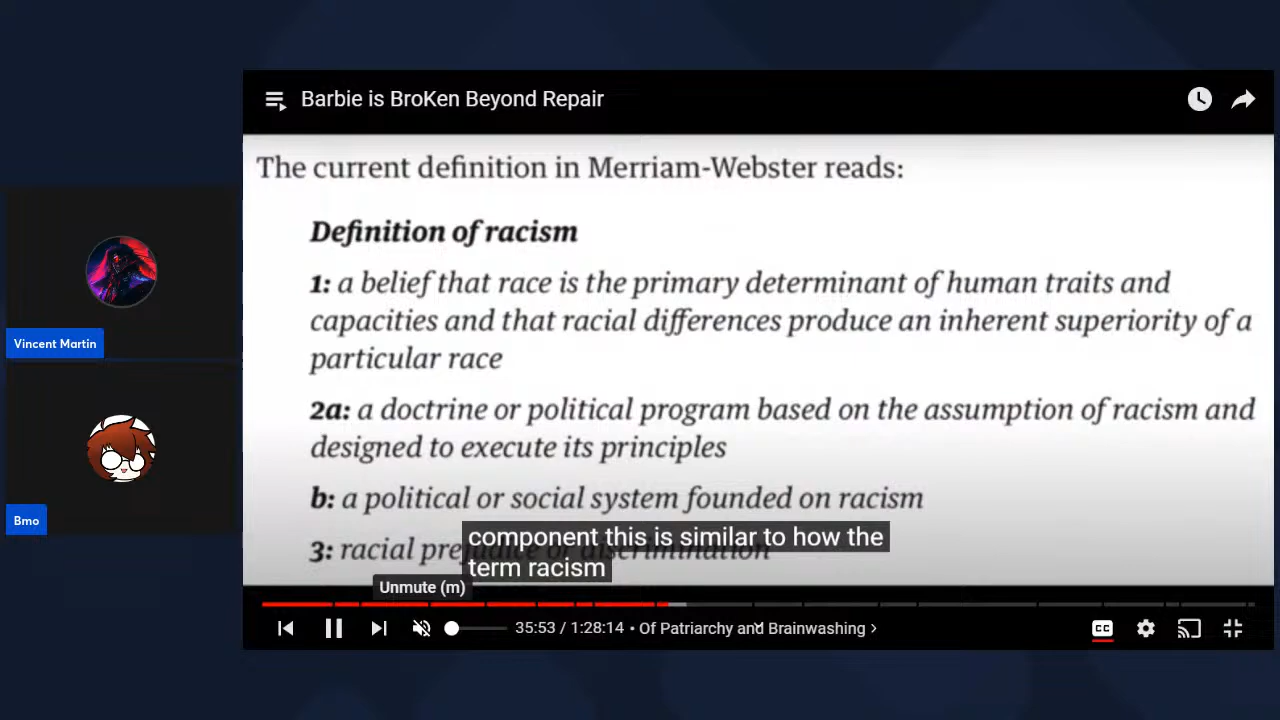 Barbie is BroKen Beyond Repair
The current definition in Merriam-Webster reads:
Definition of racism
1: a belief that race is the primary determinant of human traits and
capacities and that racial differences produce an inherent superiority of a
particular race
2a: a doctrine or political program based on the assumption of racism and
designed to execute its principles
b: a political or social system founded on racism
3: racial prejudice or discrimination
component this is similar to how the
term racism
Unmute (m)
35:53 / 1:28:14 • Of Patriarchy and Brainwashing >
CC
Vincent Martin
Bmo